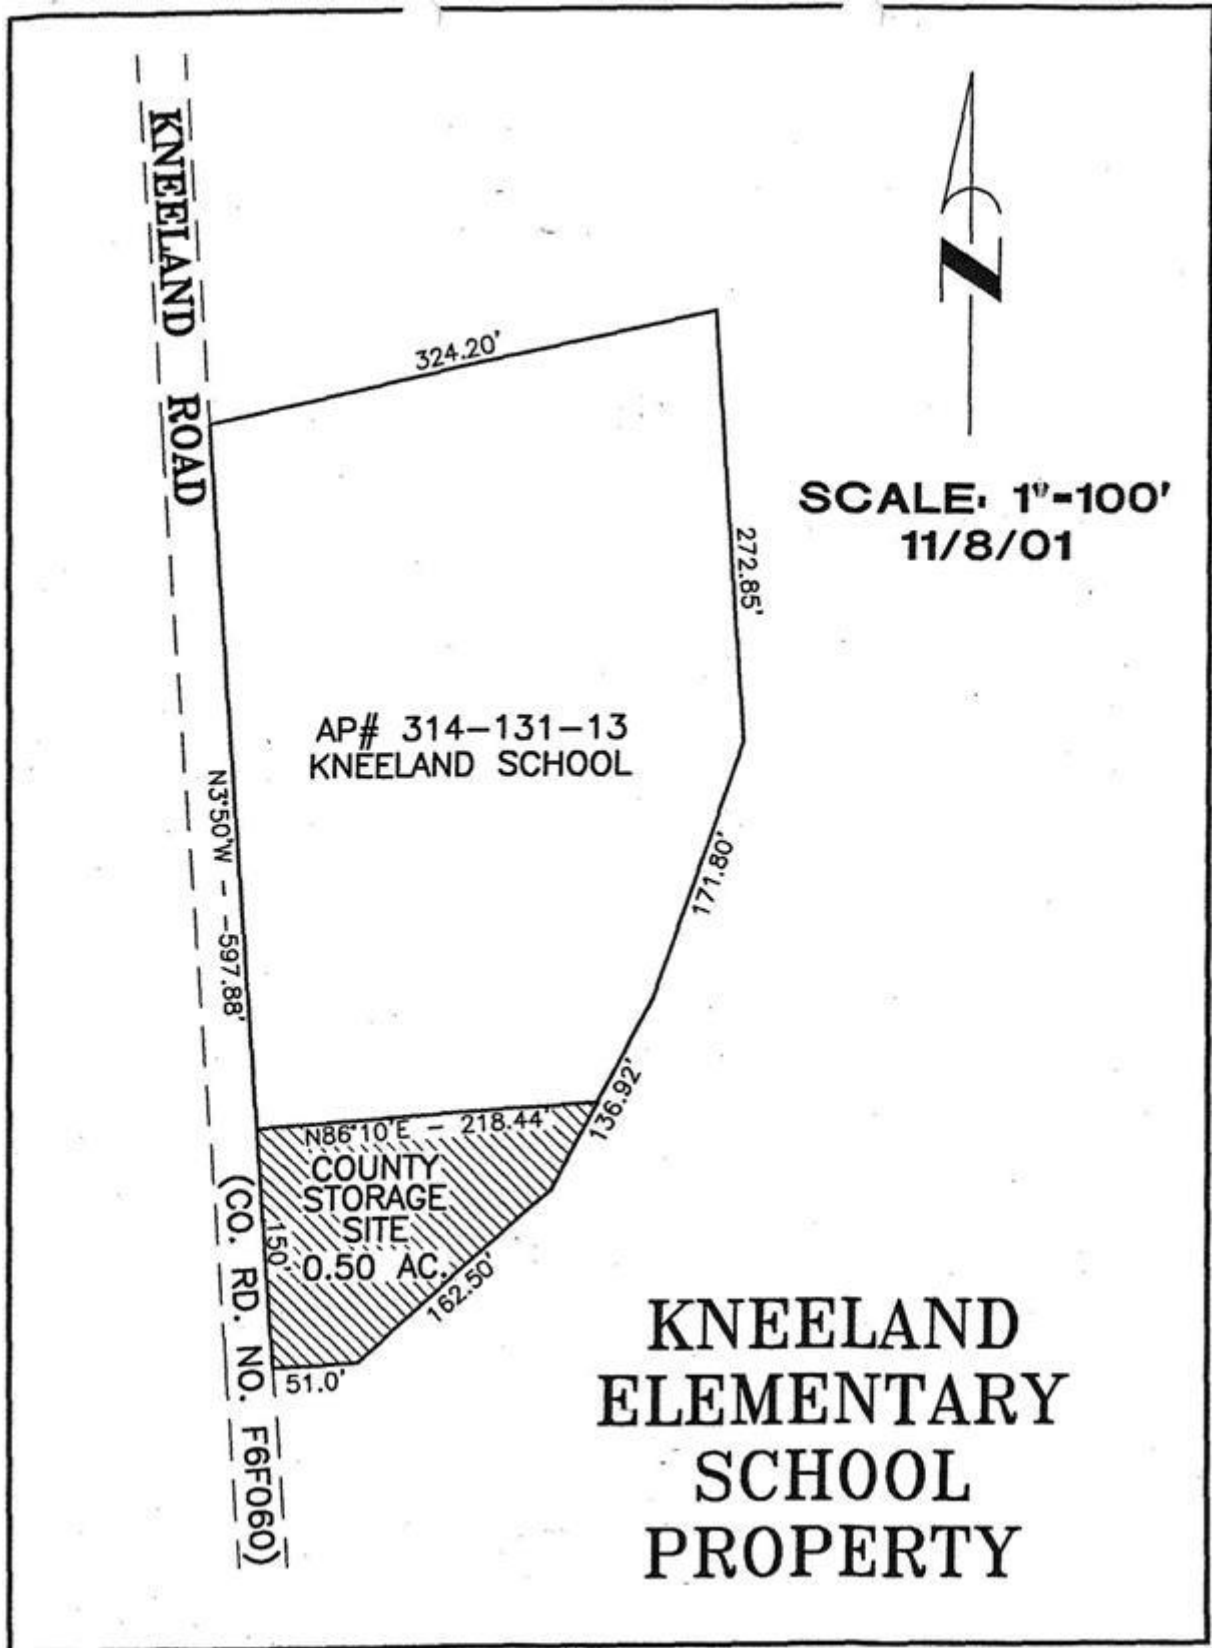 KNEELAND ROAD
N
SCALE: 1"=100'
11/8/01
324.20'
272.85'
AP# 314-131-13
KNEELAND SCHOOL
171.80'
N3°50'W - -597.88'
136.92'
N86°10'E - 218.44'
COUNTY
STORAGE
SITE
0.50 AC.
150'
162.50'
51.0'
(CO. RD. NO. F6F060)
KNEELAND
ELEMENTARY
SCHOOL
PROPERTY